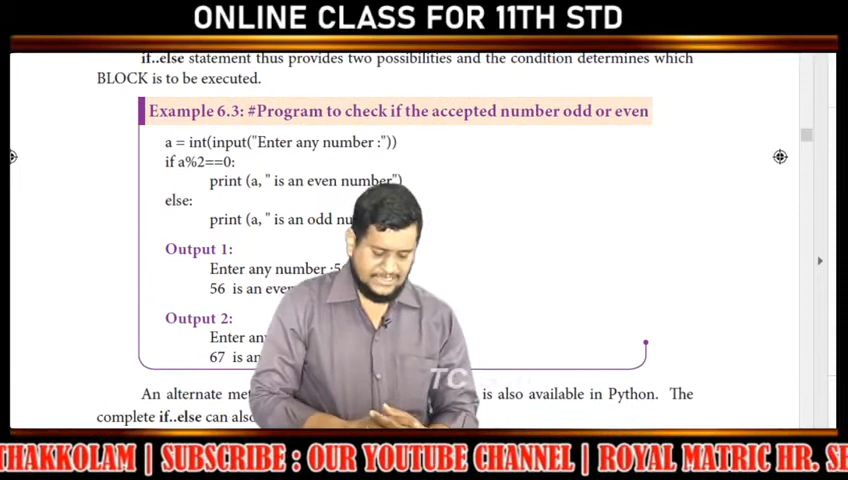 ONLINE CLASS FOR 11TH STD
if..else statement thus provides two possibilities and the condition determines which
BLOCK is to be executed.
Example 6.3: #Program to check if the accepted number odd or even
a = int(input("Enter any number :"))
if a%2==0:
print (a, " is an even number")
else:
print (a, " is an odd nu
Output 1:
Enter any number :5
56 is an even
Output 2:
Enter an
67 is an
An alternate met is also available in Python. The
complete if..else can also
TC
THAKKOLAM | SUBSCRIBE : OUR YOUTUBE CHANNEL | ROYAL MATRIC HR. SE